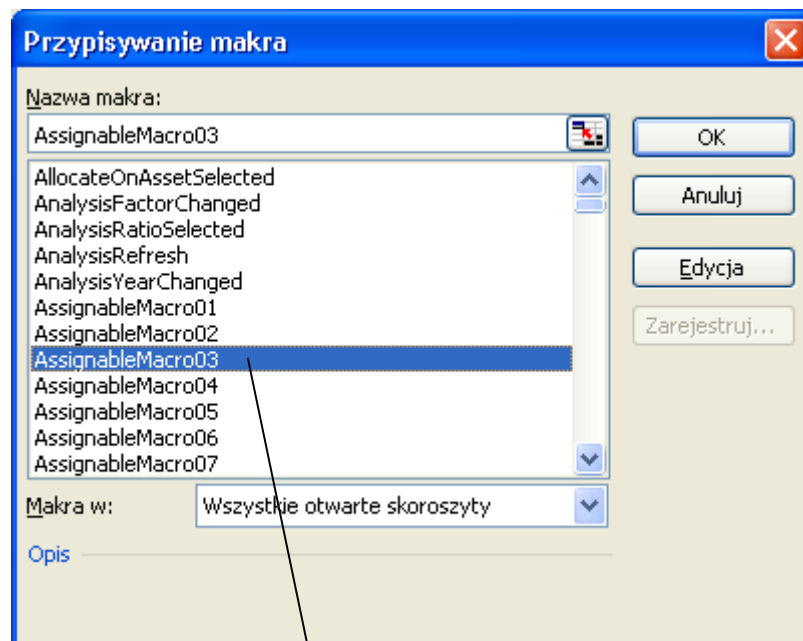 Przypisywanie makra
Nazwa makra:
AssignableMacro03
OK
AllocateOnAssetSelected
AnalysisFactorChanged
AnalysisRatioSelected
AnalysisRefresh
AnalysisYearChanged
AssignableMacro01
AssignableMacro02
AssignableMacro03
AssignableMacro04
AssignableMacro05
AssignableMacro06
AssignableMacro07
Anuluj
Edycja
Zarejestruj...
Makra w:
Wszystkie otwarte skoroszyty
Opis